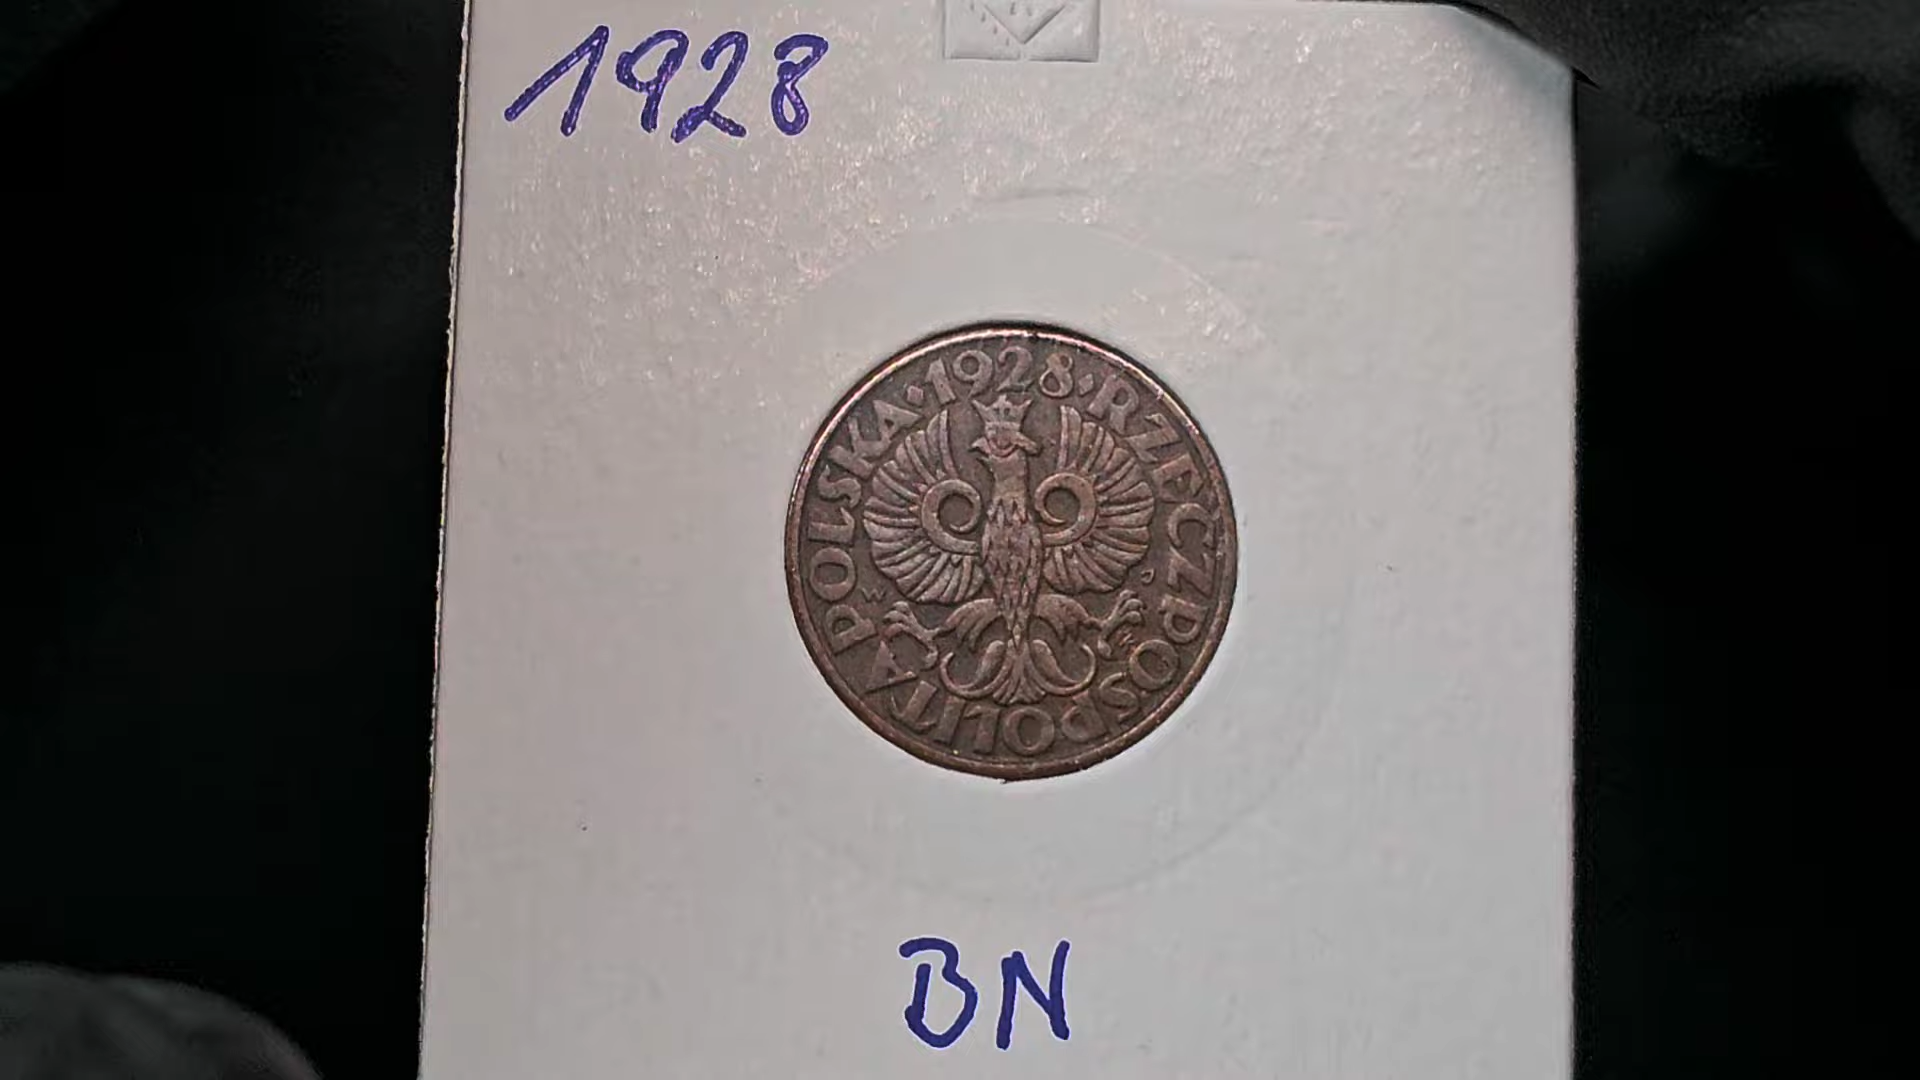 1928
POLSKA · 1928 · RZECZPOSPOLITA
W
J
BN